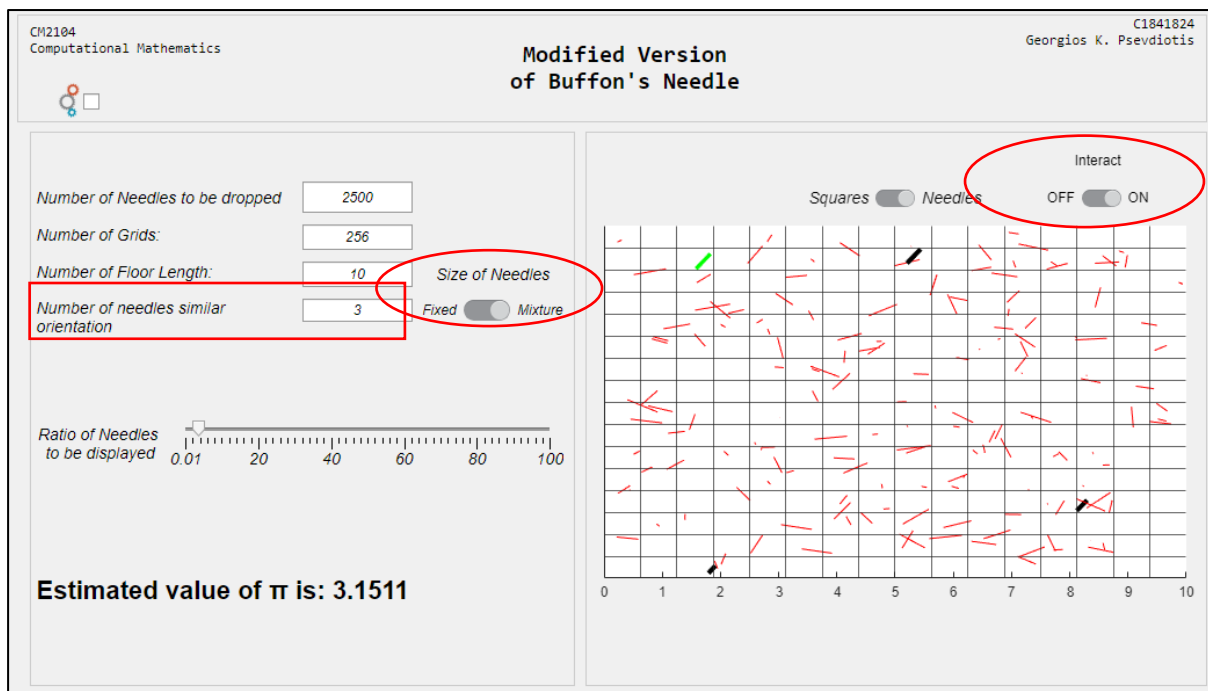 CM2104
Computational Mathematics
C1841824
Georgios K. Psevdiotis
Modified Version
of Buffon's Needle
Number of Needles to be dropped
2500
Number of Grids:
256
Number of Floor Length:
10
Number of needles similar
orientation
3
Size of Needles
Fixed Mixture
Ratio of Needles
to be displayed
0.01 20 40 60 80 100
Estimated value of π is: 3.1511
Interact
Squares Needles
OFF ON
0 1 2 3 4 5 6 7 8 9 10